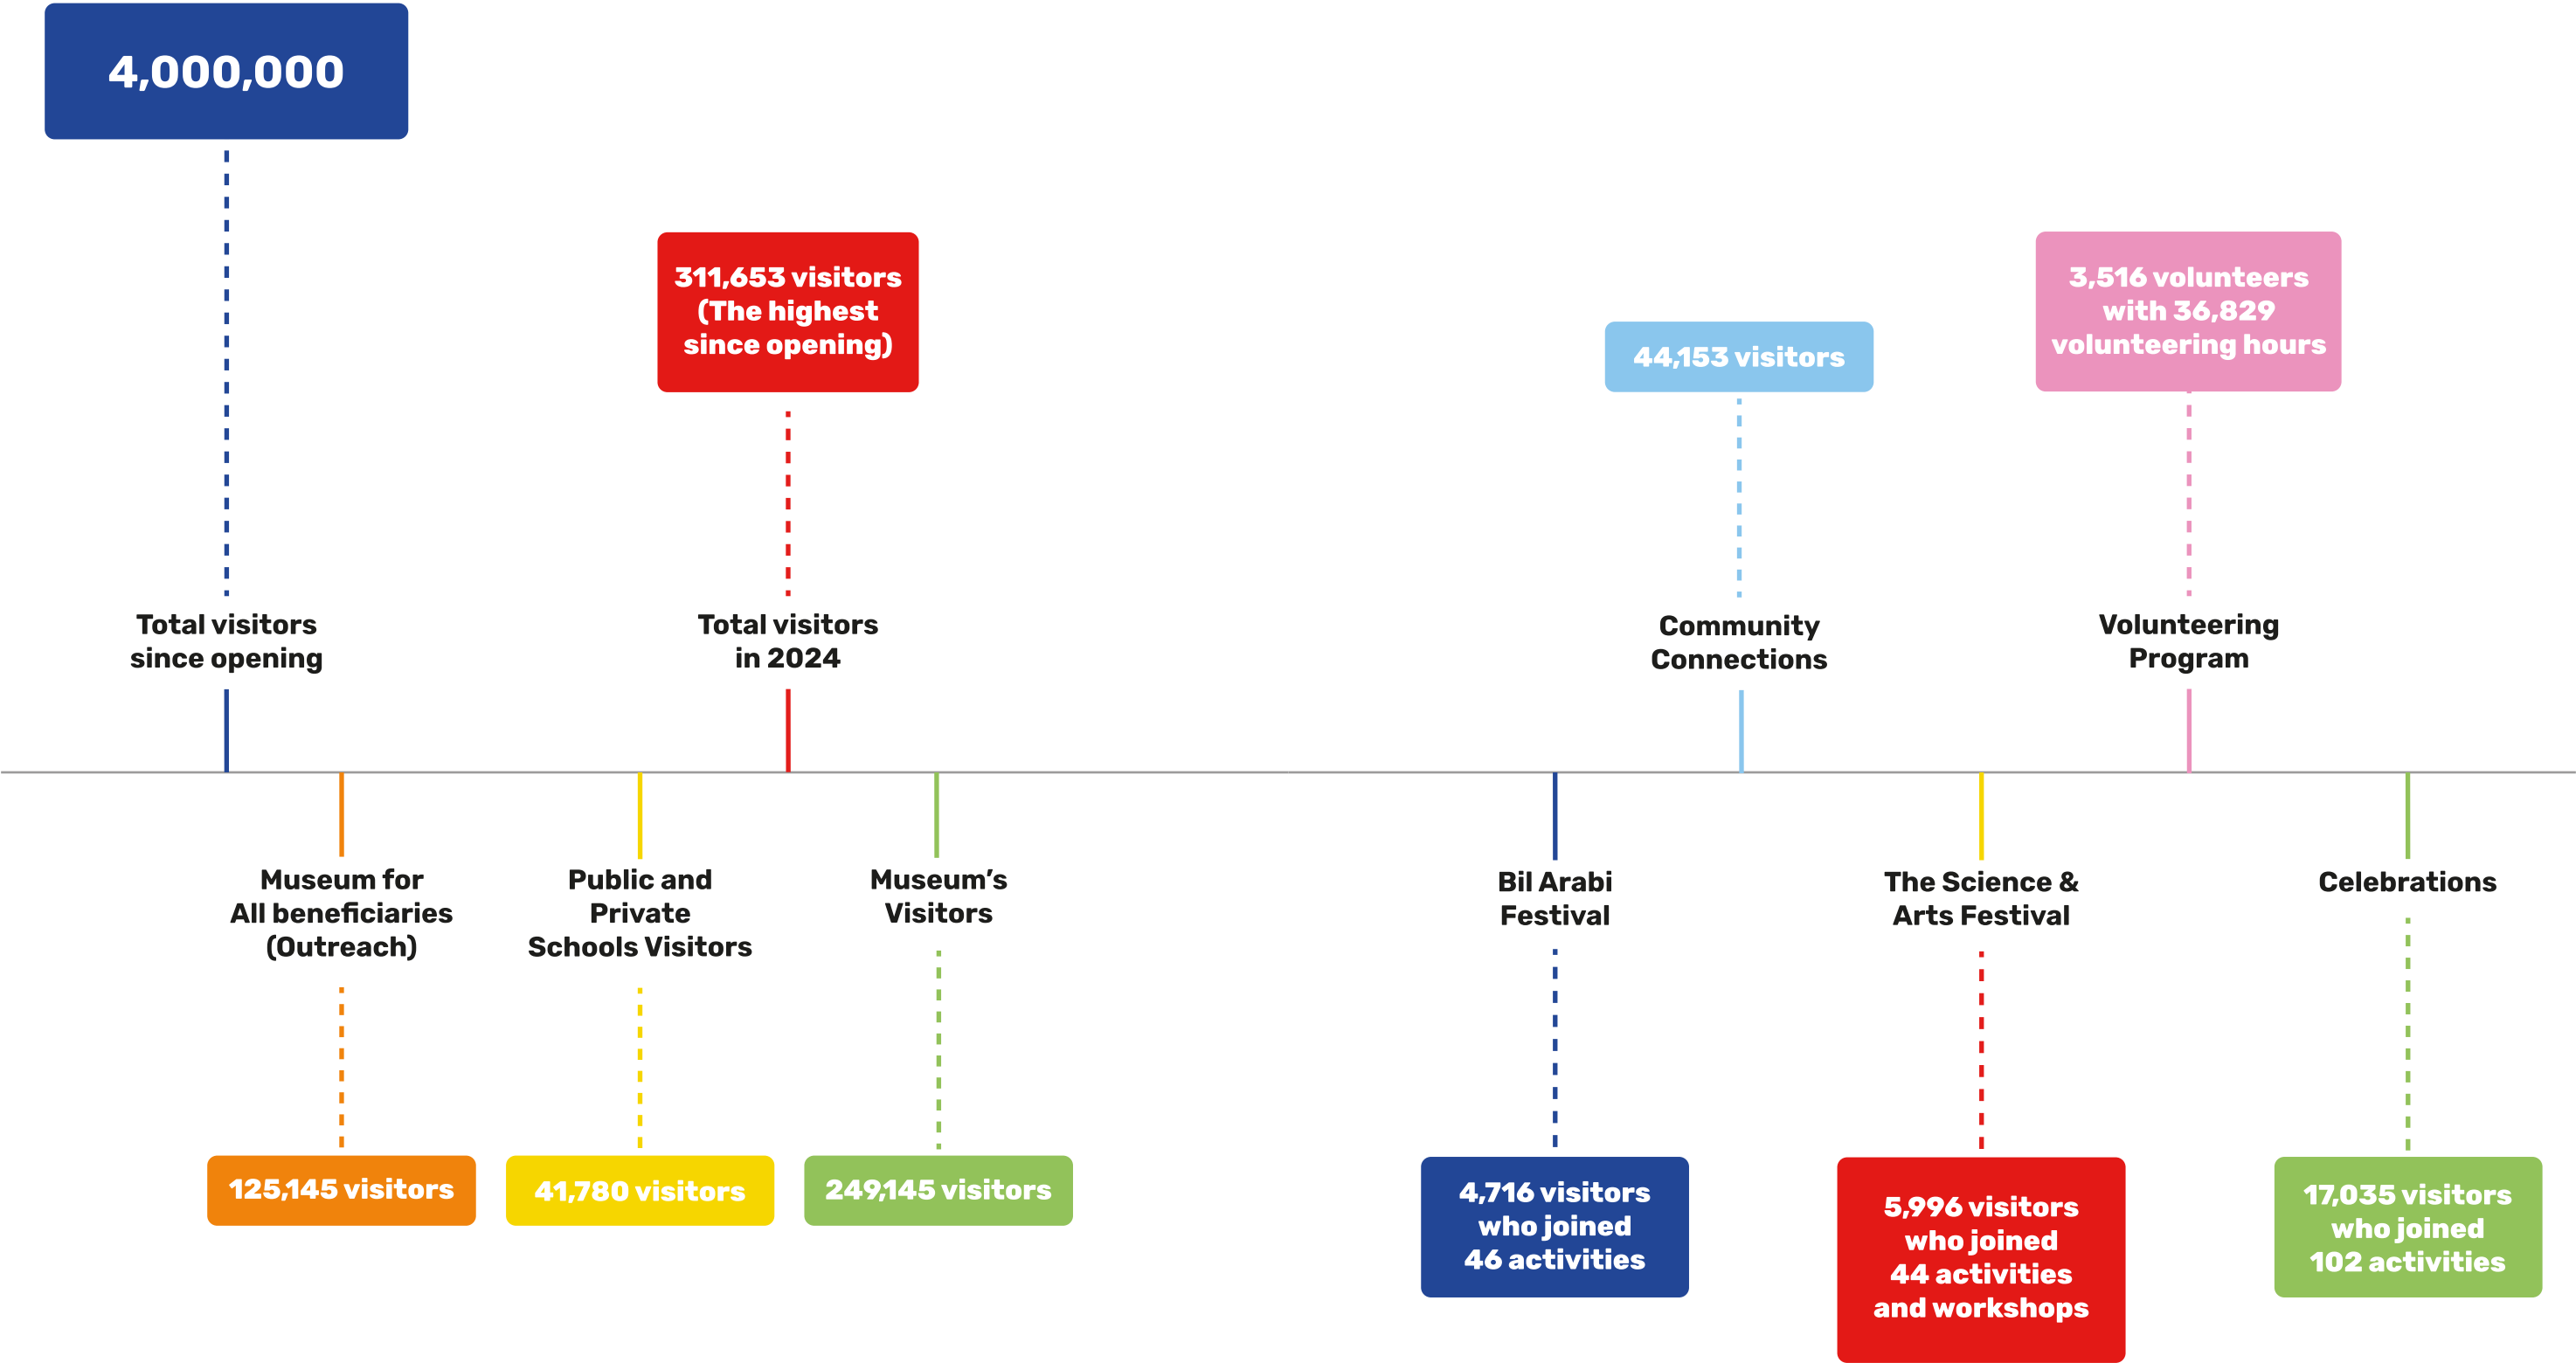 4,000,000
Total visitors
since opening
311,653 visitors
(The highest
since opening)
Total visitors
in 2024
44,153 visitors
Community
Connections
3,516 volunteers
with 36,829
volunteering hours
Volunteering
Program
Museum for
All beneficiaries
(Outreach)
125,145 visitors
Public and
Private
Schools Visitors
41,780 visitors
Museum’s
Visitors
249,145 visitors
Bil Arabi
Festival
4,716 visitors
who joined
46 activities
The Science &
Arts Festival
5,996 visitors
who joined
44 activities
and workshops
Celebrations
17,035 visitors
who joined
102 activities